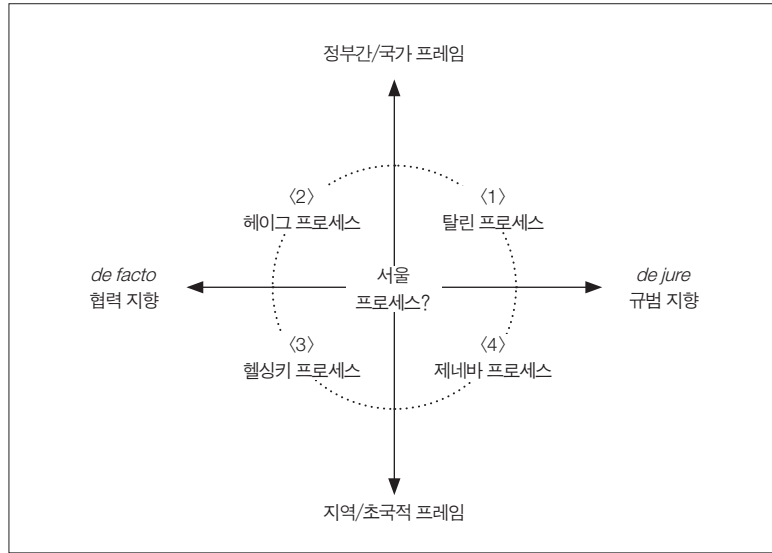 정부간/국가 프레임
〈2〉
헤이그 프로세스
〈1〉
탈린 프로세스
de facto
협력 지향
서울
프로세스?
de jure
규범 지향
〈3〉
헬싱키 프로세스
〈4〉
제네바 프로세스
지역/초국적 프레임